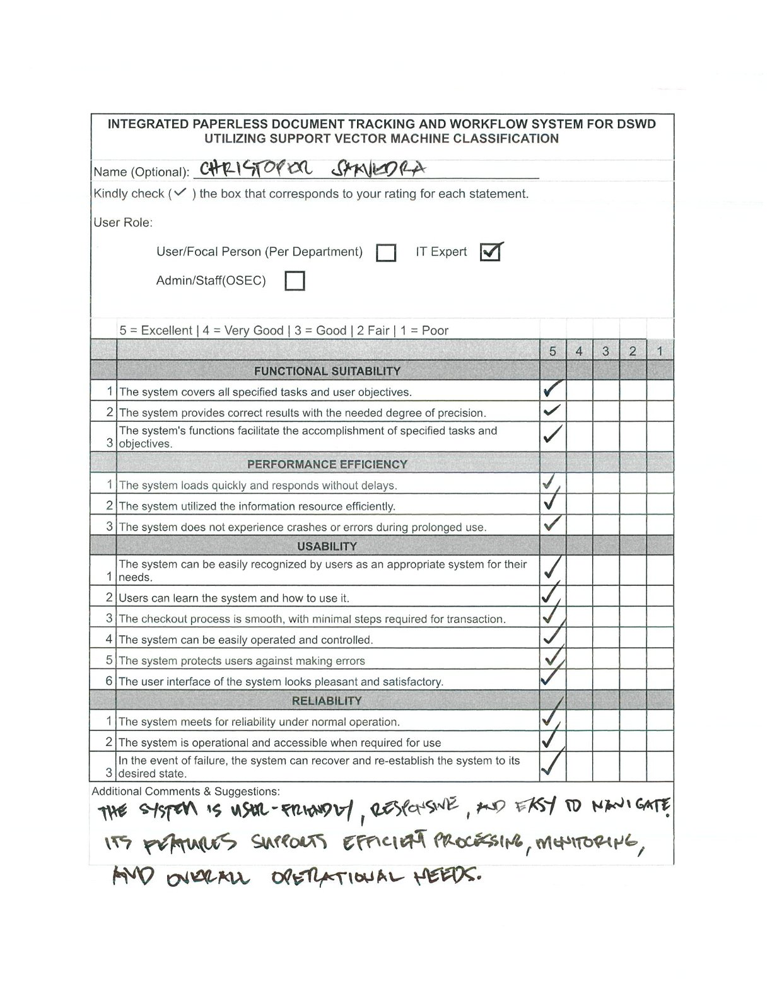 INTEGRATED PAPERLESS DOCUMENT TRACKING AND WORKFLOW SYSTEM FOR DSWD
UTILIZING SUPPORT VECTOR MACHINE CLASSIFICATION
Name (Optional): CHRISTOPER
Kindly check (✓) the box that corresponds to your rating for each statement.
User Role:
User/Focal Person (Per Department) ☐ IT Expert ☑
Admin/Staff(OSEC) ☐
5 = Excellent | 4 = Very Good | 3 = Good | 2 Fair | 1 = Poor
5 4 3 2 1
FUNCTIONAL SUITABILITY
1 The system covers all specified tasks and user objectives. ✓
2 The system provides correct results with the needed degree of precision. ✓
The system's functions facilitate the accomplishment of specified tasks and
3 objectives. ✓
PERFORMANCE EFFICIENCY
1 The system loads quickly and responds without delays. ✓
2 The system utilized the information resource efficiently. ✓
3 The system does not experience crashes or errors during prolonged use. ✓
USABILITY
The system can be easily recognized by users as an appropriate system for their
1 needs. ✓
2 Users can learn the system and how to use it. ✓
3 The checkout process is smooth, with minimal steps required for transaction. ✓
4 The system can be easily operated and controlled. ✓
5 The system protects users against making errors ✓
6 The user interface of the system looks pleasant and satisfactory. ✓
RELIABILITY
1 The system meets for reliability under normal operation. ✓
2 The system is operational and accessible when required for use ✓
In the event of failure, the system can recover and re-establish the system to its
3 desired state. ✓
Additional Comments & Suggestions:
THE SYSTEM IS USER-FRIENDLY, RESPONSIVE, AND EASY TO NAVIGATE.
ITS FEATURES SUPPORTS EFFICIENT PROCESSING, MONITORING,
AND OVERALL OPERATIONAL NEEDS.